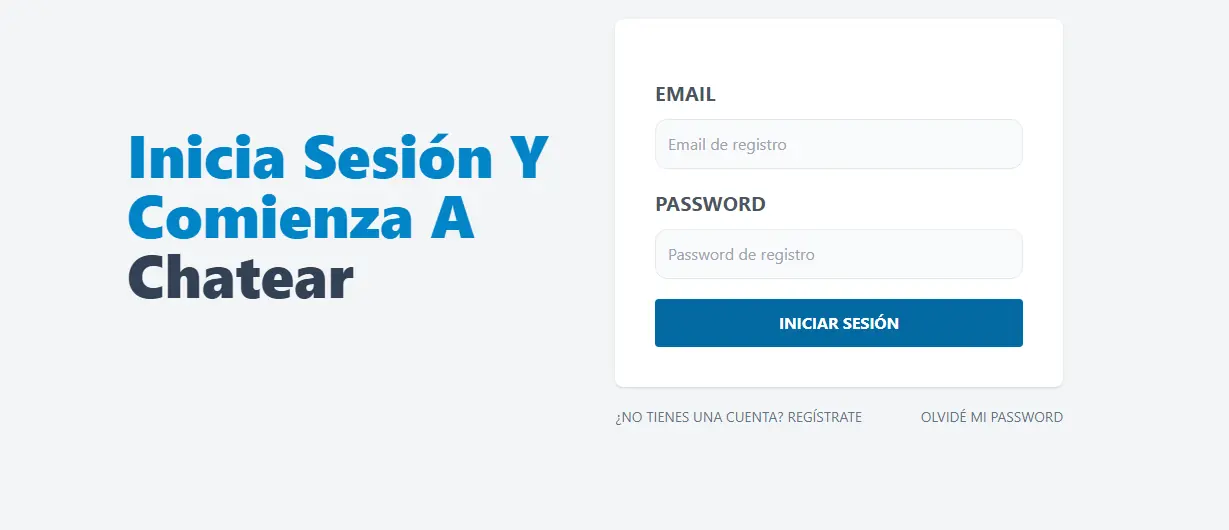 Inicia Sesión Y
Comienza A
Chatear
EMAIL
Email de registro
PASSWORD
Password de registro
INICIAR SESIÓN
¿NO TIENES UNA CUENTA? REGÍSTRATE
OLVIDÉ MI PASSWORD